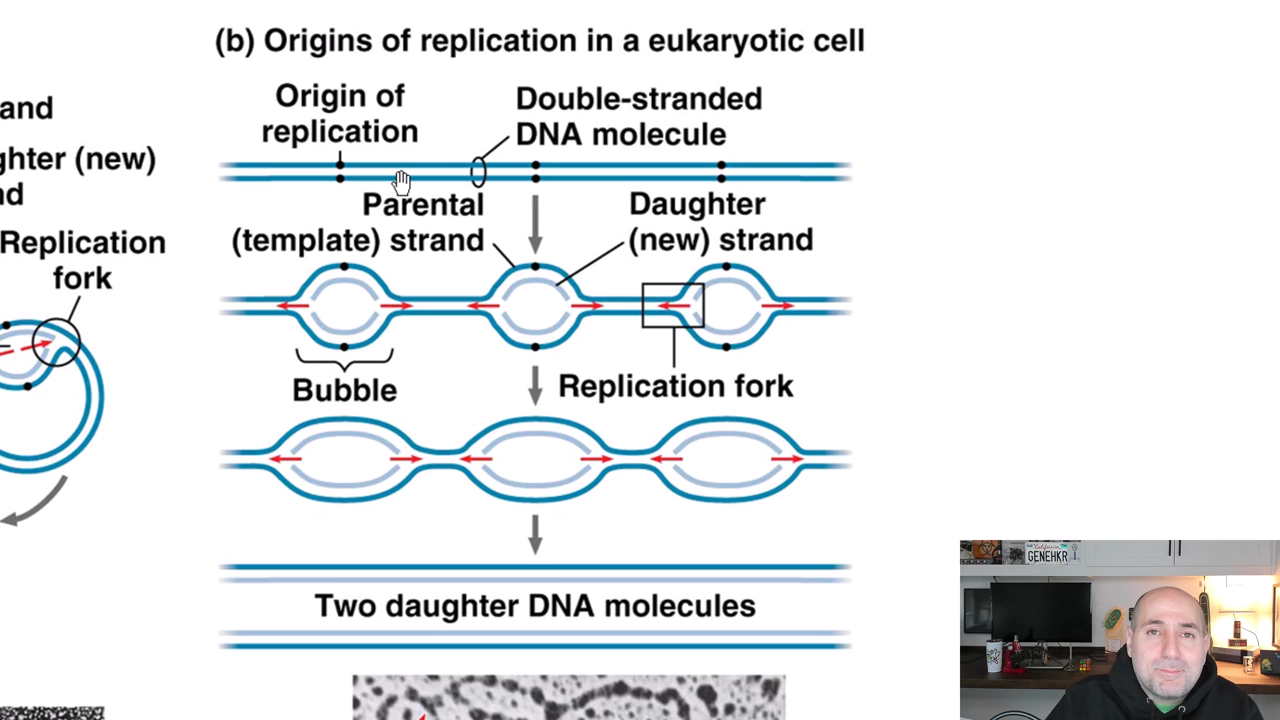 (b) Origins of replication in a eukaryotic cell
and
ghter (new)
nd
Replication
fork
Origin of
replication
Double-stranded
DNA molecule
Parental
(template) strand
Daughter
(new) strand
Bubble
Replication fork
Two daughter DNA molecules
California
GENEHKR